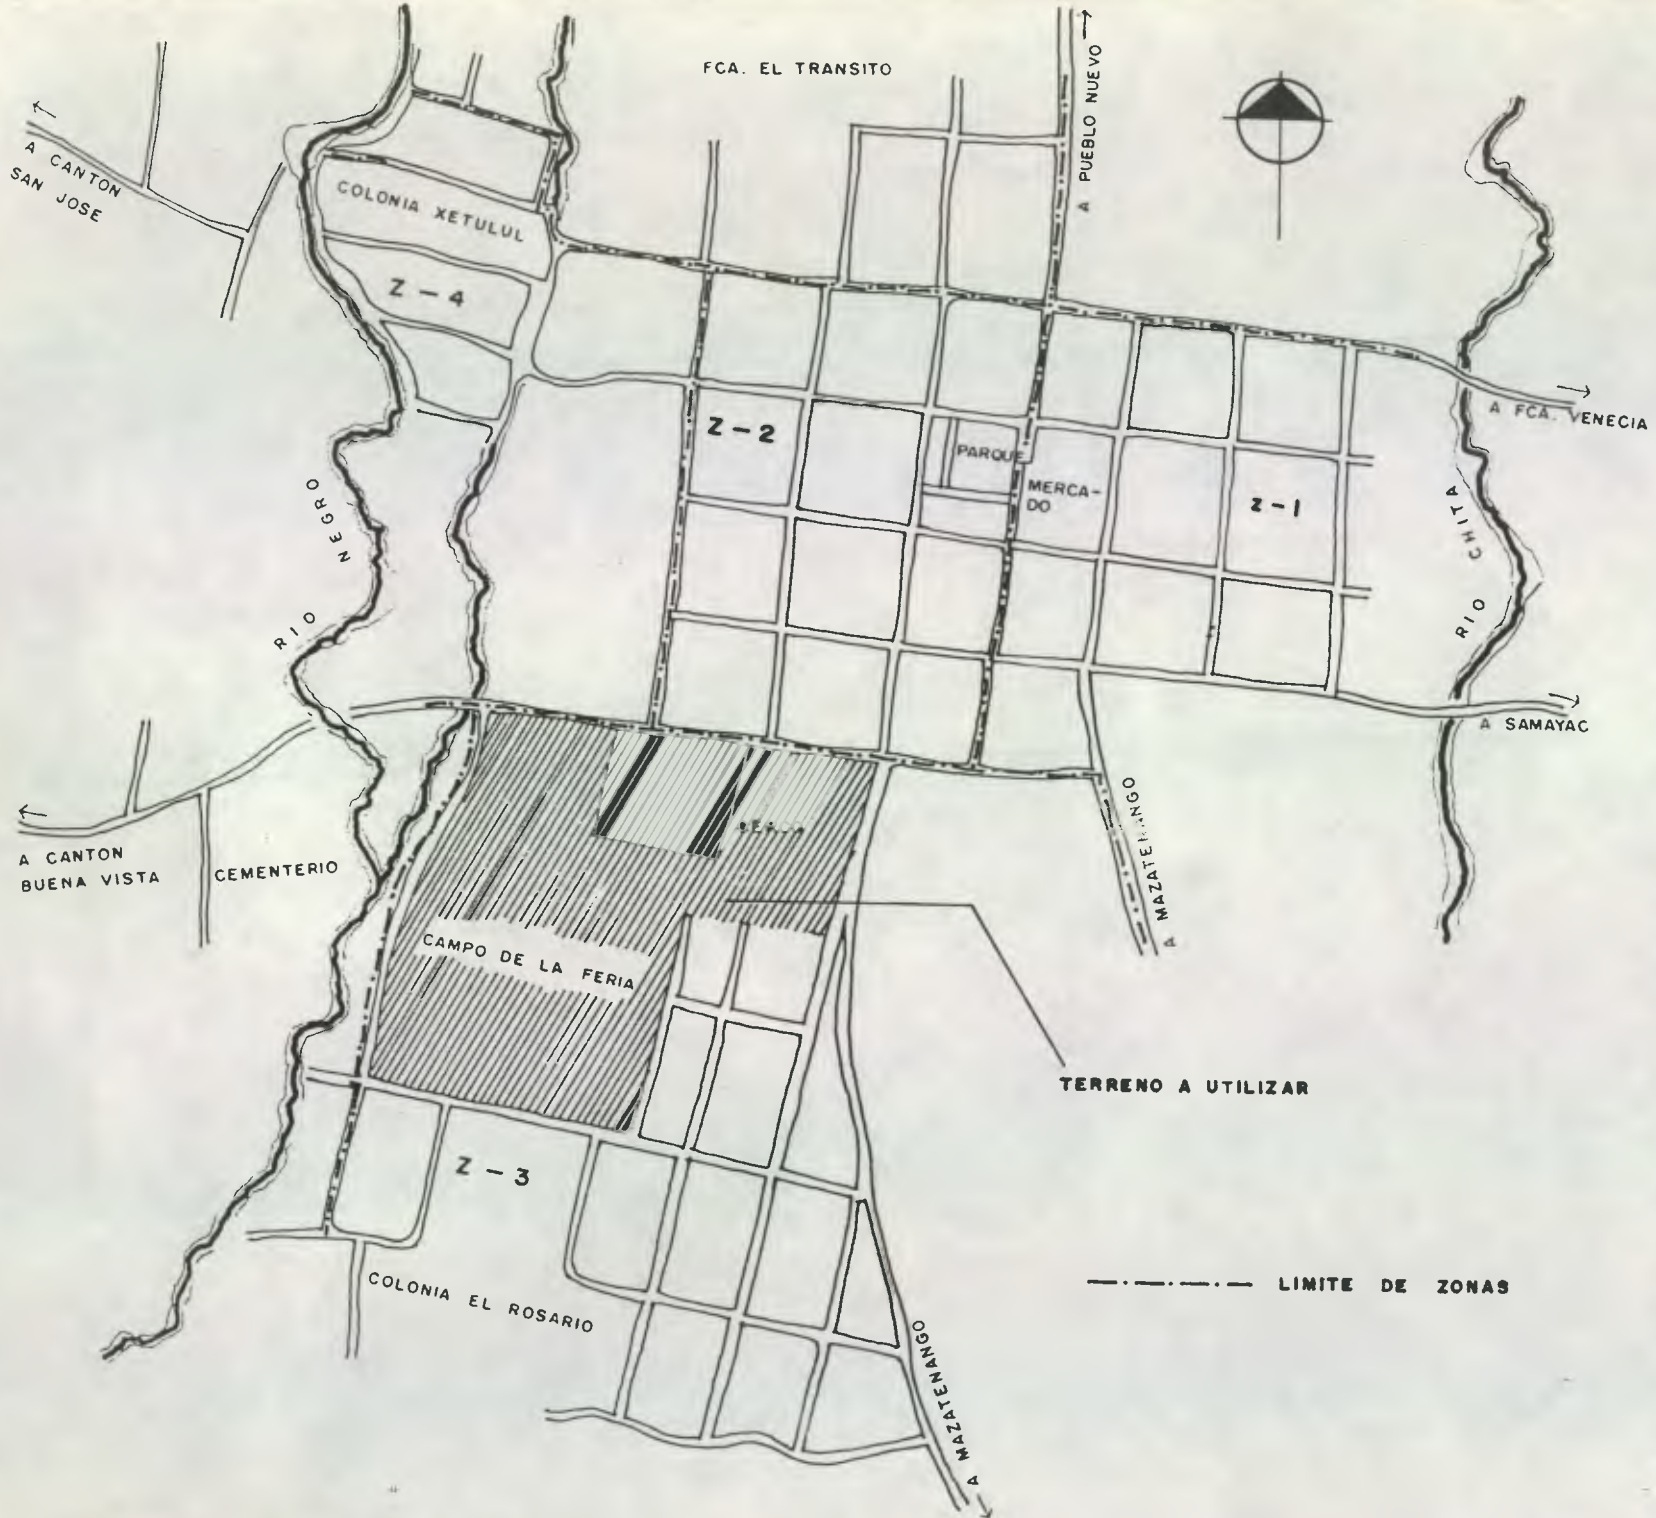 FCA. EL TRANSITO
A PUEBLO NUEVO
A CANTON
SAN JOSE
COLONIA XETULUL
Z - 4
A FCA. VENECIA
Z - 2
PARQUE
MERCA-
DO
Z - 1
RIO NEGRO
RIO CHITA
A SAMAYAC
A MAZATENANGO
A CANTON
BUENA VISTA
CEMENTERIO
CAMPO DE LA FERIA
TERRENO A UTILIZAR
Z - 3
COLONIA EL ROSARIO
LIMITE DE ZONAS
A MAZATENANGO